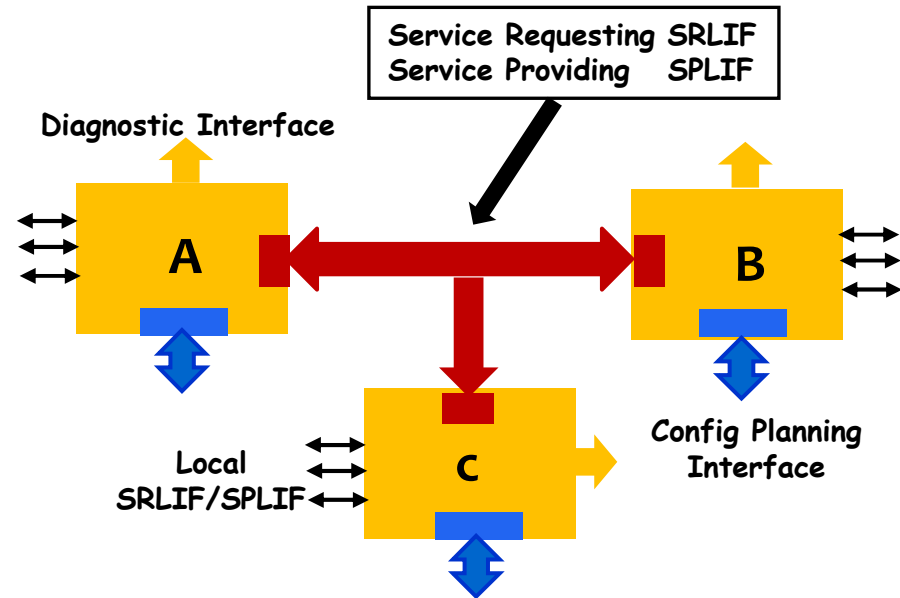 Service Requesting SRLIF
Service Providing SPLIF
Diagnostic Interface
A
B
C
Local
SRLIF/SPLIF
Config Planning
Interface